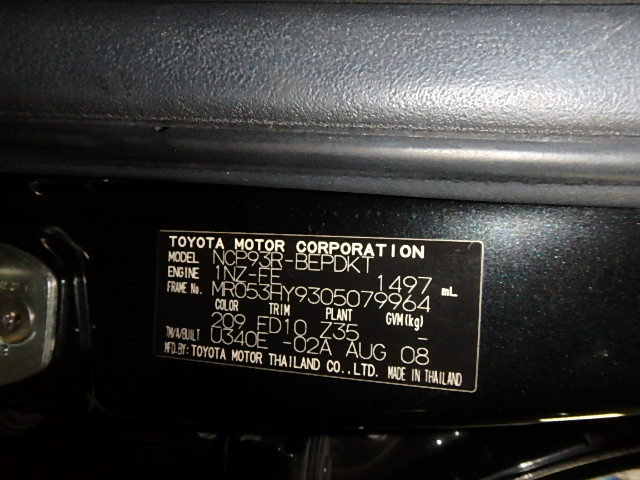 TOYOTA MOTOR CORPORATION
MODEL NCP93R-BEPDKT
ENGINE 1NZ-FE 1497 mL
FRAME No. MR053HY9305079964
COLOR TRIM PLANT GVM(kg)
209 FD10 Z35 -
TM/A/BUILT U340E -02A AUG 08
MFD.BY: TOYOTA MOTOR THAILAND CO., LTD. MADE IN THAILAND